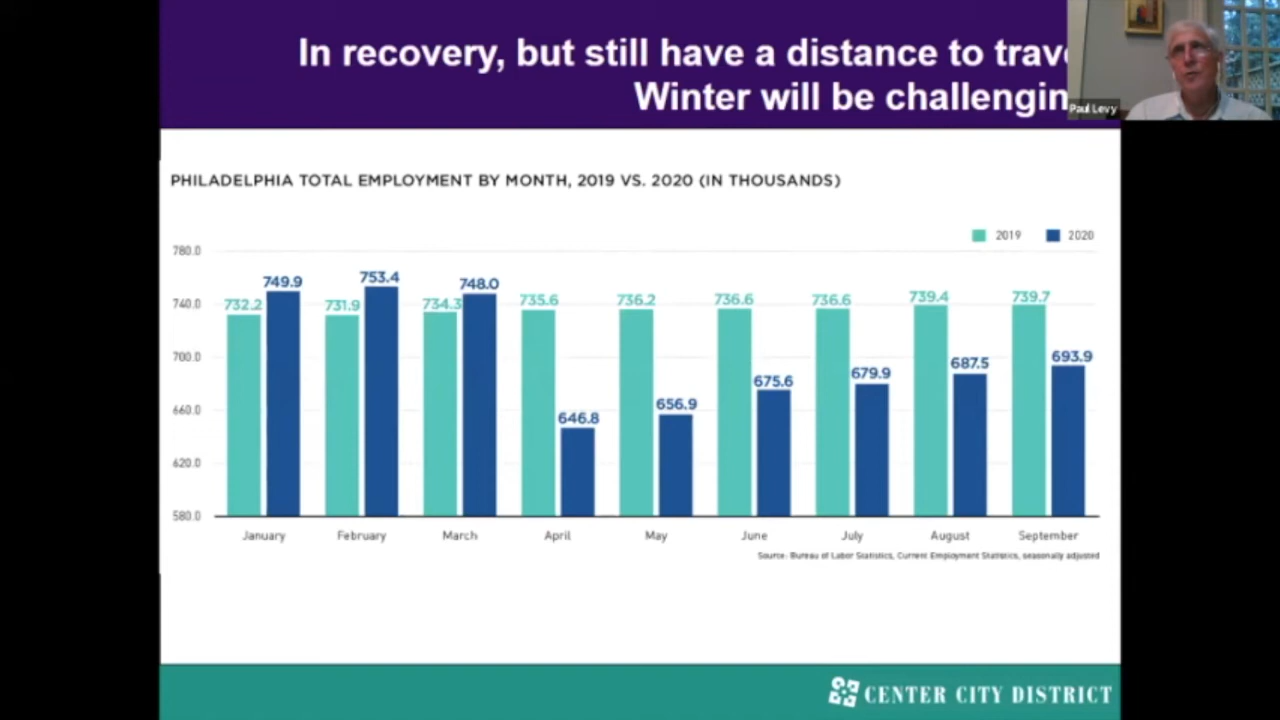 In recovery, but still have a distance to trave
Winter will be challengin
Paul Levy
PHILADELPHIA TOTAL EMPLOYMENT BY MONTH, 2019 VS. 2020 (IN THOUSANDS)
2019 2020
780.0
740.0
700.0
660.0
620.0
580.0
732.2 749.9 731.9 753.4 734.3 748.0 735.6 646.8 736.2 656.9 736.6 675.6 736.6 679.9 739.4 687.5 739.7 693.9
January February March April May June July August September
Source: Bureau of Labor Statistics, Current Employment Statistics, seasonally adjusted
CENTER CITY DISTRICT